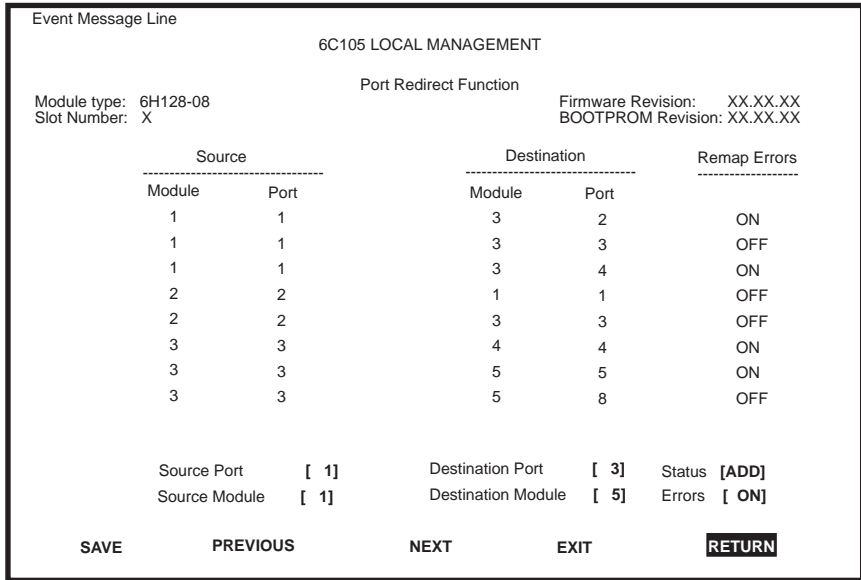 Event Message Line
6C105 LOCAL MANAGEMENT
Port Redirect Function
Module type: 6H128-08 Firmware Revision: XX.XX.XX
Slot Number: X BOOTPROM Revision: XX.XX.XX
Source Destination Remap Errors
---------------------------------- -------------------------------- -------------------
Module Port Module Port
1 1 3 2 ON
1 1 3 3 OFF
1 1 3 4 ON
2 2 1 1 OFF
2 2 3 3 OFF
3 3 4 4 ON
3 3 5 5 ON
3 3 5 8 OFF
Source Port [ 1] Destination Port [ 3] Status [ADD]
Source Module [ 1] Destination Module [ 5] Errors [ ON]
SAVE PREVIOUS NEXT EXIT RETURN